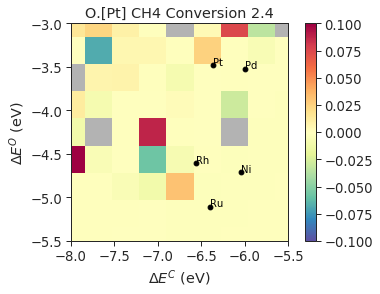 O.[Pt] CH4 Conversion 2.4
ΔE^O (eV)
−3.0
−3.5
−4.0
−4.5
−5.0
−5.5
Pt
Pd
Rh
Ni
Ru
−8.0 −7.5 −7.0 −6.5 −6.0 −5.5
ΔE^C (eV)
0.100
0.075
0.050
0.025
0.000
−0.025
−0.050
−0.075
−0.100